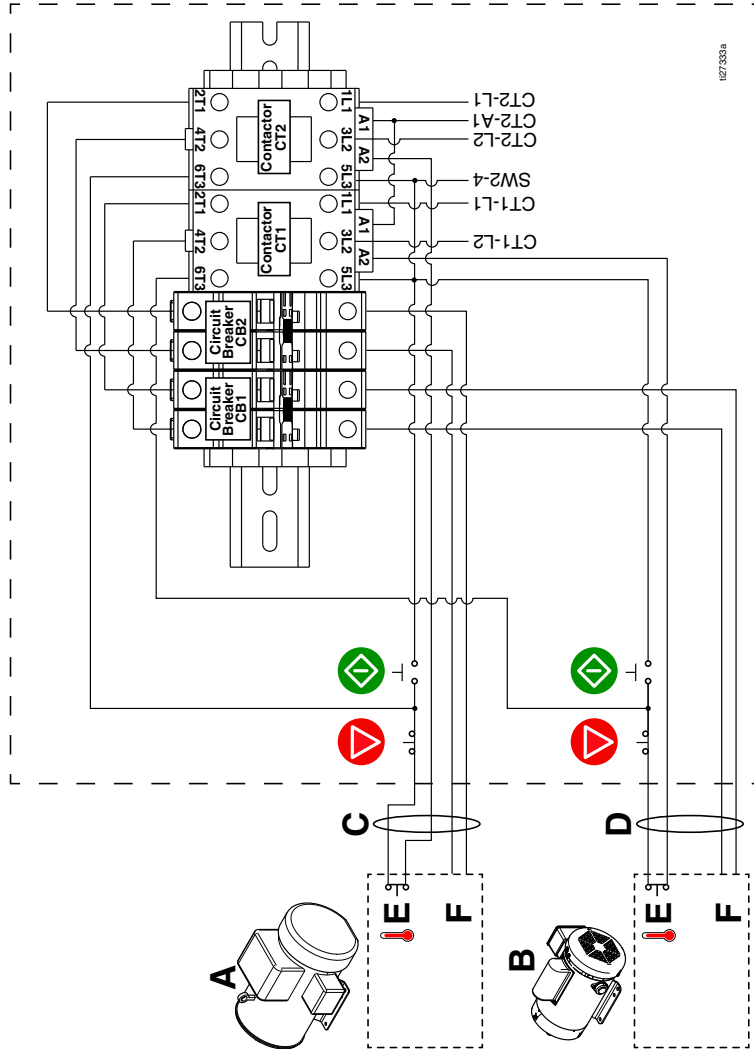 ti27333a
2T1
4T2
6T3
2T1
4T2
6T3
Contactor
CT2
Contactor
CT1
1L1
3L2
5L3
1L1
3L2
5L3
A1
A2
A1
A2
CT2-L1
CT2-A1
CT2-L2
SW2-4
CT1-L1
CT1-L2
Circuit
Breaker
CB2
Circuit
Breaker
CB1
C
D
A
E
F
B
E
F